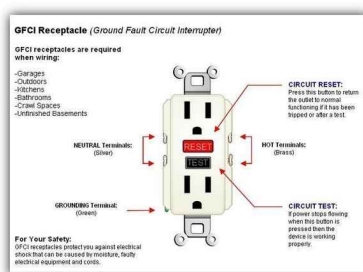 GFCI Receptacle (Ground Fault Circuit Interrupter)
GFCI receptacles are required
when wiring:
-Garages
-Outdoors
-Kitchens
-Bathrooms
-Crawl Spaces
-Unfinished Basements
CIRCUIT RESET:
Press this button to return
the outlet to normal
functioning if it has been
tripped or after a test.
NEUTRAL Terminals:
(Silver)
RESET
TEST
HOT Terminals:
(Brass)
GROUNDING Terminal:
(Green)
CIRCUIT TEST:
If power stops flowing
when this button is
pressed then the
device is working
properly.
For Your Safety:
GFCI receptacles protect you against electrical
shock that can be caused by moisture, faulty
electrical equipment and cords.